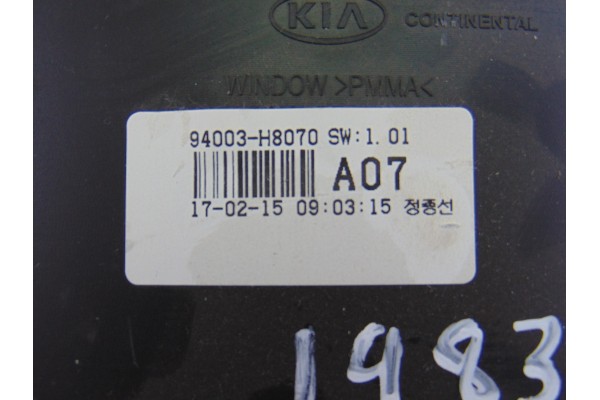 KIA CONTINENTAL
WINDOW >PMMA<
94003-H8070 SW:1.01
A07
17-02-15 09:03:15 정종선
1983